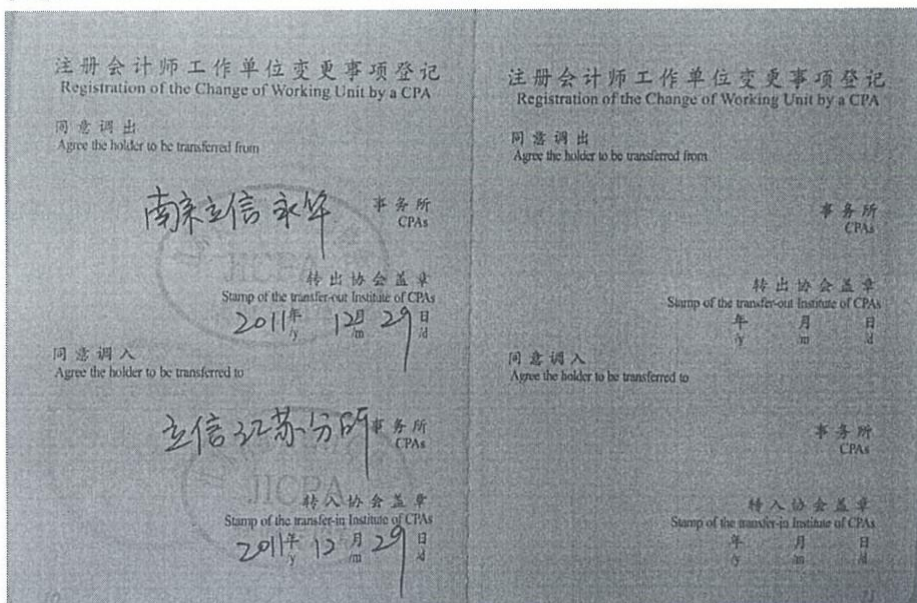 注册会计师工作单位变更事项登记
Registration of the Change of Working Unit by a CPA
同意调出
Agree the holder to be transferred from
南京立信永华 事务所
CPAs
JICPA
转出协会盖章
Stamp of the transfer-out Institute of CPAs
2011年 12月 29日
/y /m /d
同意调入
Agree the holder to be transferred to
立信江苏分所 事务所
CPAs
JICPA
转入协会盖章
Stamp of the transfer-in Institute of CPAs
2011年 12月 29日
/y /m /d
10
注册会计师工作单位变更事项登记
Registration of the Change of Working Unit by a CPA
同意调出
Agree the holder to be transferred from
事务所
CPAs
转出协会盖章
Stamp of the transfer-out Institute of CPAs
年 月 日
/y /m /d
同意调入
Agree the holder to be transferred to
事务所
CPAs
转入协会盖章
Stamp of the transfer-in Institute of CPAs
年 月 日
/y /m /d
11